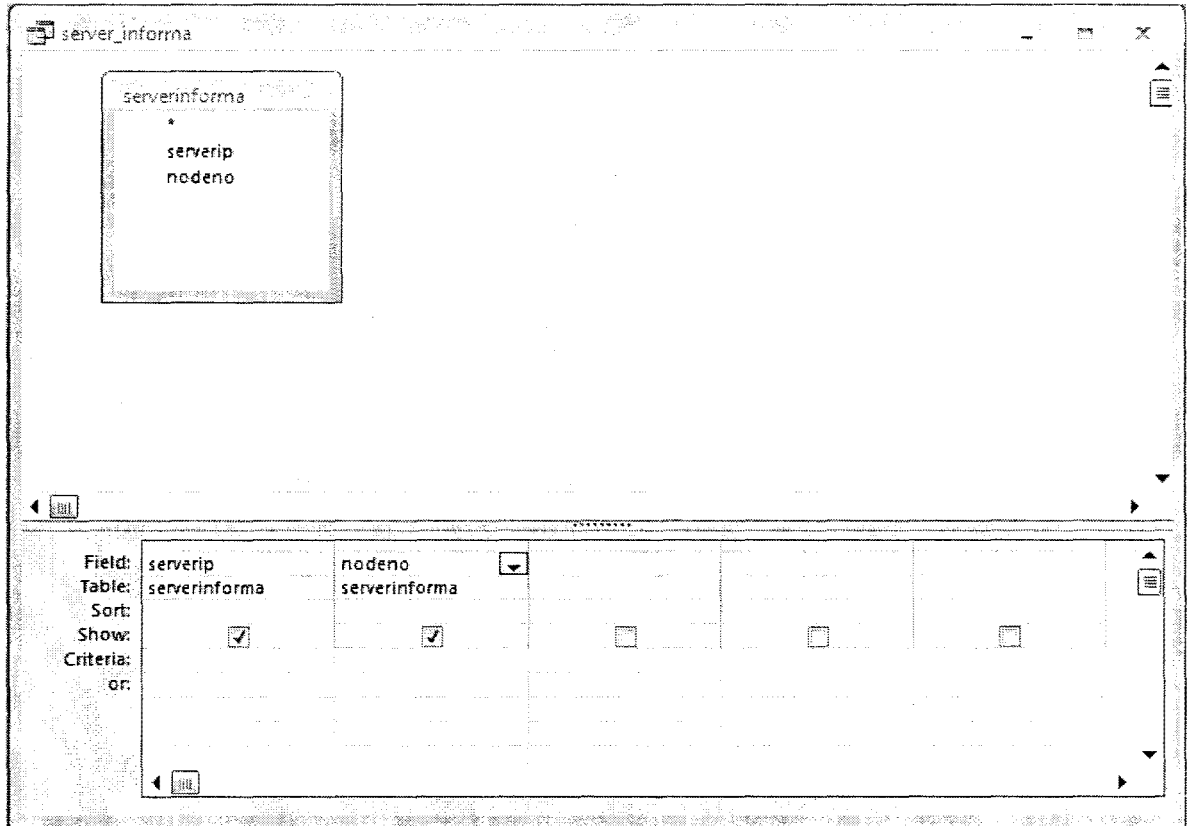 server_informa
serverinforma
*
serverip
nodeno
Field: serverip nodeno
Table: serverinforma serverinforma
Sort:
Show:
Criteria:
or: